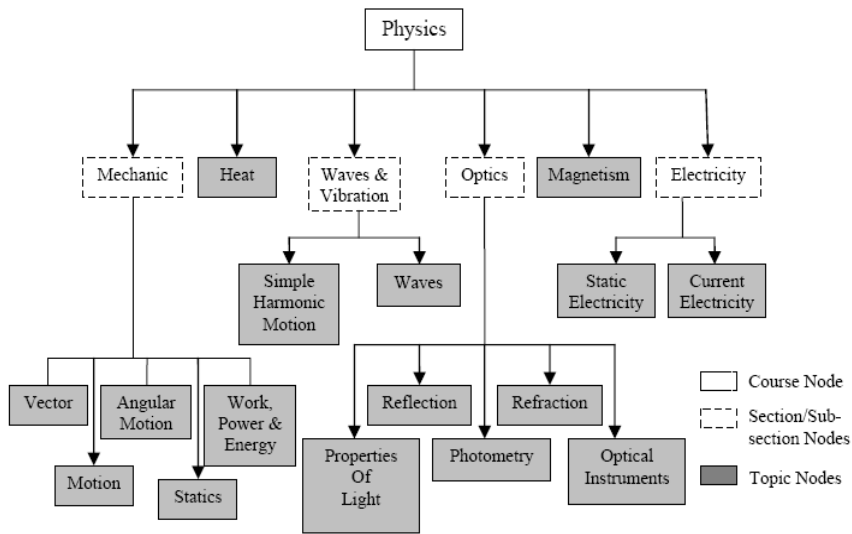 Physics
Mechanic
Heat
Waves &
Vibration
Optics
Magnetism
Electricity
Simple
Harmonic
Motion
Waves
Static
Electricity
Current
Electricity
Vector
Angular
Motion
Work,
Power &
Energy
Motion
Statics
Reflection
Refraction
Properties
Of
Light
Photometry
Optical
Instruments
Course Node
Section/Sub-
section Nodes
Topic Nodes